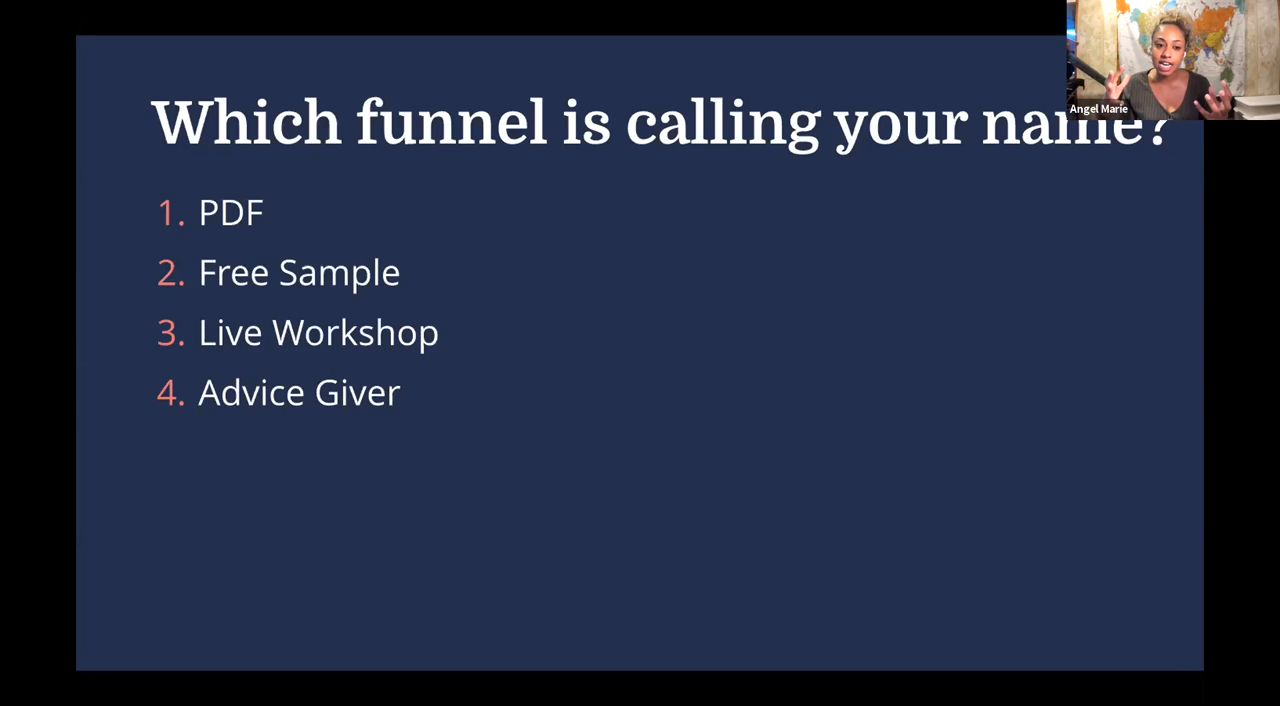 Which funnel is calling your name?
Angel Marie
1. PDF
2. Free Sample
3. Live Workshop
4. Advice Giver